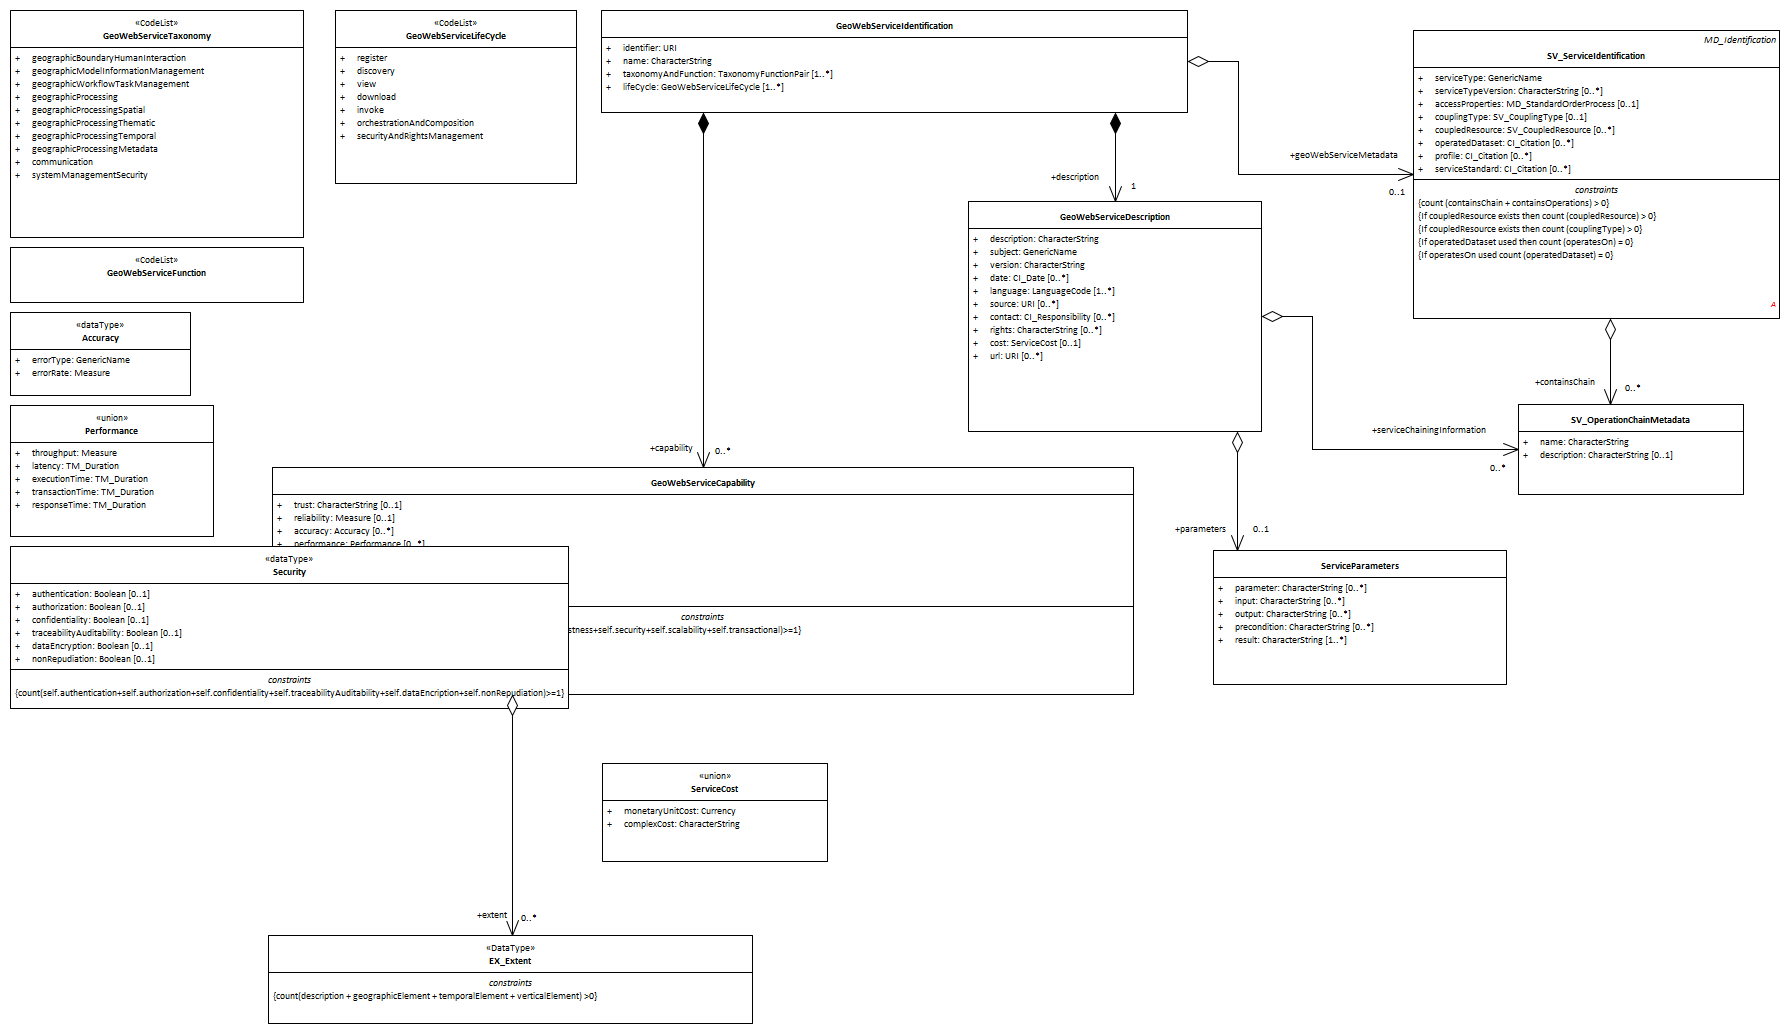 «CodeList»
GeoWebServiceTaxonomy
+ geographicBoundaryHumanInteraction
+ geographicModelInformationManagement
+ geographicWorkflowTaskManagement
+ geographicProcessing
+ geographicProcessingSpatial
+ geographicProcessingThematic
+ geographicProcessingTemporal
+ geographicProcessingMetadata
+ communication
+ systemManagementSecurity
«CodeList»
GeoWebServiceLifeCycle
+ register
+ discovery
+ view
+ download
+ invoke
+ orchestrationAndComposition
+ securityAndRightsManagement
GeoWebServiceIdentification
+ identifier: URI
+ name: CharacterString
+ taxonomyAndFunction: TaxonomyFunctionPair [1..*]
+ lifeCycle: GeoWebServiceLifeCycle [1..*]
MD_Identification
SV_ServiceIdentification
+ serviceType: GenericName
+ serviceTypeVersion: CharacterString [0..*]
+ accessProperties: MD_StandardOrderProcess [0..1]
+ couplingType: SV_CouplingType [0..1]
+ coupledResource: SV_CoupledResource [0..*]
+ operatedDataset: CI_Citation [0..*]
+ profile: CI_Citation [0..*]
+ serviceStandard: CI_Citation [0..*]
constraints
{count (containsChain + containsOperations) > 0}
{If coupledResource exists then count (coupledResource) > 0}
{If coupledResource exists then count (couplingType) > 0}
{If operatedDataset used then count (operatesOn) = 0}
{If operatesOn used count (operatedDataset) = 0}
A
+geoWebServiceMetadata
0..1
+description
1
GeoWebServiceDescription
+ description: CharacterString
+ subject: GenericName
+ version: CharacterString
+ date: CI_Date [0..*]
+ language: LanguageCode [1..*]
+ source: URI [0..*]
+ contact: CI_Responsibility [0..*]
+ rights: CharacterString [0..*]
+ cost: ServiceCost [0..1]
+ url: URI [0..*]
«CodeList»
GeoWebServiceFunction
«dataType»
Accuracy
+ errorType: GenericName
+ errorRate: Measure
«union»
Performance
+ throughput: Measure
+ latency: TM_Duration
+ executionTime: TM_Duration
+ transactionTime: TM_Duration
+ responseTime: TM_Duration
+containsChain
0..*
SV_OperationChainMetadata
+ name: CharacterString
+ description: CharacterString [0..1]
+serviceChainingInformation
0..*
+capability
0..*
GeoWebServiceCapability
+ trust: CharacterString [0..1]
+ reliability: Measure [0..1]
+ accuracy: Accuracy [0..*]
+ performance: Performance [0..*]
constraints
stness+self.security+self.scalability+self.transactional)>=1}
«dataType»
Security
+ authentication: Boolean [0..1]
+ authorization: Boolean [0..1]
+ confidentiality: Boolean [0..1]
+ traceabilityAuditability: Boolean [0..1]
+ dataEncryption: Boolean [0..1]
+ nonRepudiation: Boolean [0..1]
constraints
{count(self.authentication+self.authorization+self.confidentiality+self.traceabilityAuditability+self.dataEncription+self.nonRepudiation)>=1}
+parameters
0..1
ServiceParameters
+ parameter: CharacterString [0..*]
+ input: CharacterString [0..*]
+ output: CharacterString [0..*]
+ precondition: CharacterString [0..*]
+ result: CharacterString [1..*]
«union»
ServiceCost
+ monetaryUnitCost: Currency
+ complexCost: CharacterString
+extent
0..*
«DataType»
EX_Extent
constraints
{count(description + geographicElement + temporalElement + verticalElement) >0}